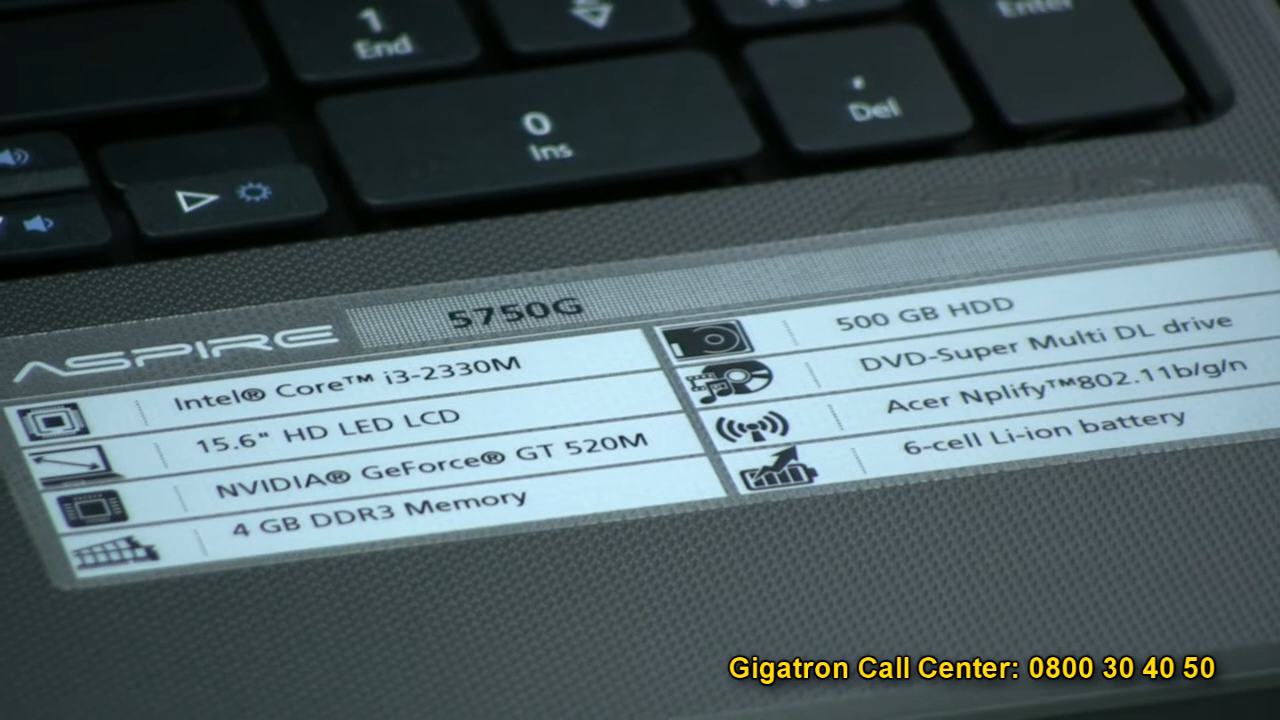 1
End
Enter
0
Ins
Del
ASPIRE
5750G
Intel® Core™ i3-2330M
15.6" HD LED LCD
NVIDIA® GeForce® GT 520M
4 GB DDR3 Memory
500 GB HDD
DVD-Super Multi DL drive
Acer Nplify™802.11b/g/n
6-cell Li-ion battery
Gigatron Call Center: 0800 30 40 50